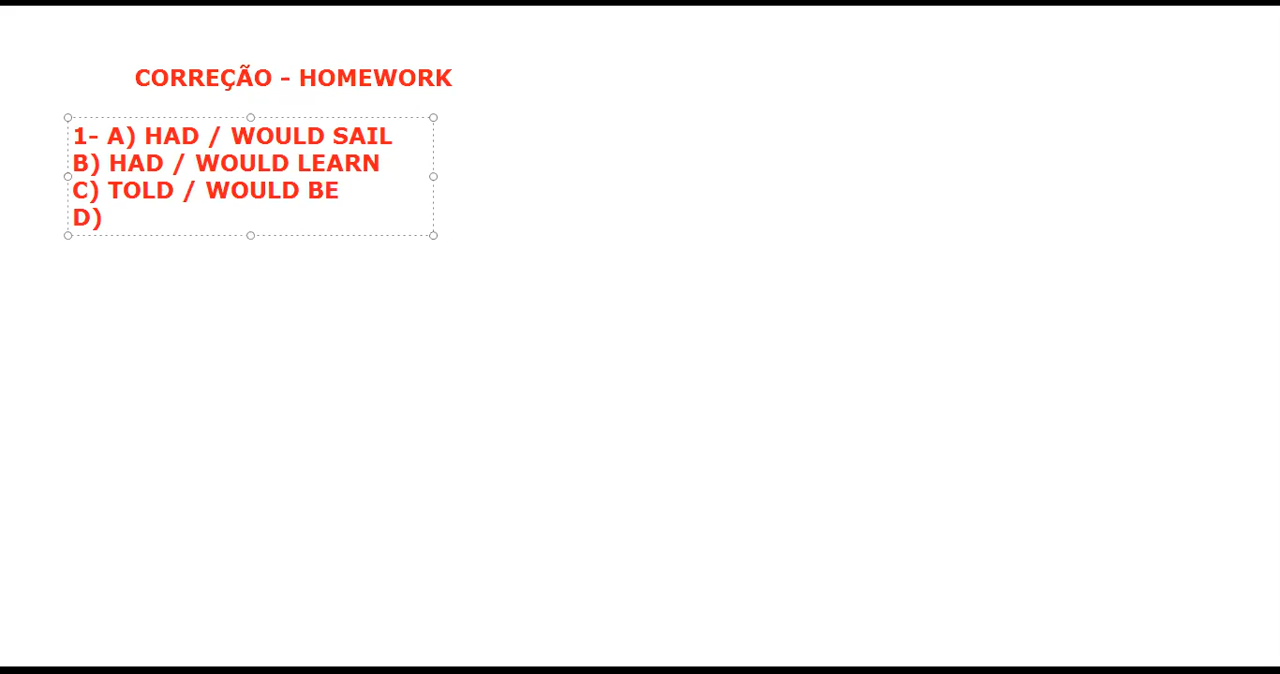 CORREÇÃO - HOMEWORK
1- A) HAD / WOULD SAIL
B) HAD / WOULD LEARN
C) TOLD / WOULD BE
D)